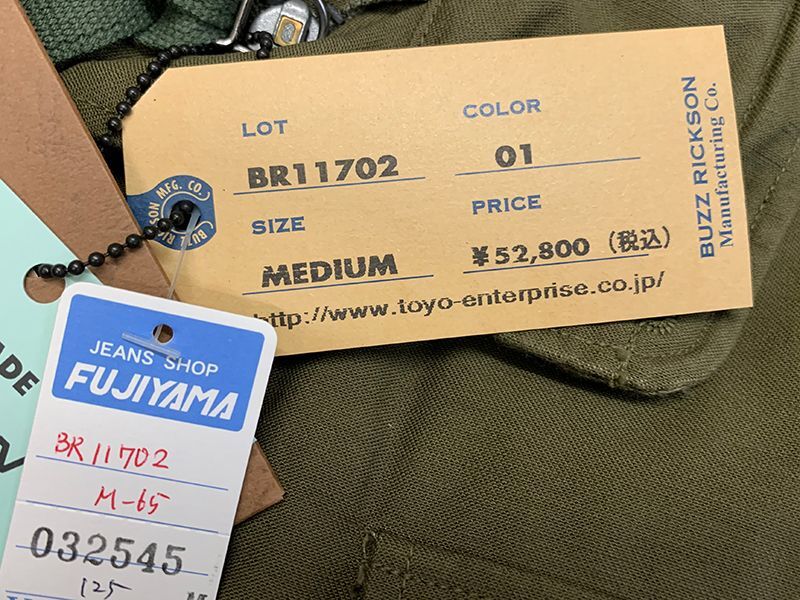 LOT
BR11702
COLOR
01
SIZE
MEDIUM
PRICE
¥52,800 (税込)
http://www.toyo-enterprise.co.jp/
BUZZ RICKSON
Manufacturing Co.
BUZZ RICKSON MFG. CO.
JEANS SHOP
FUJIYAMA
BR11702
M-65
032545
125
M
ADE